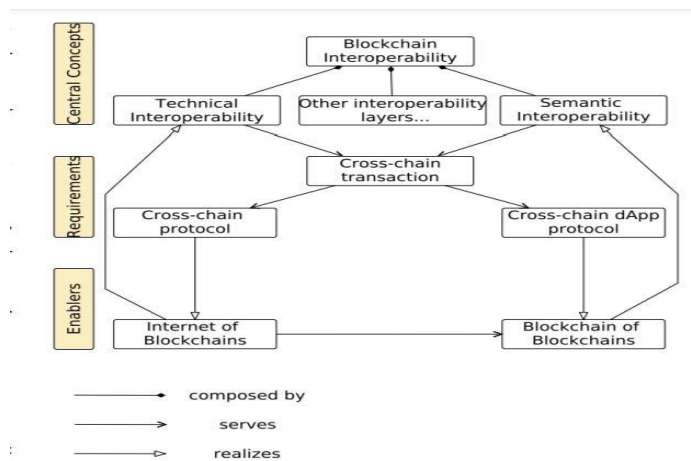 Central Concepts
Blockchain
Interoperability
Technical
Interoperability
Other interoperability
layers...
Semantic
Interoperability
Requirements
Cross-chain
transaction
Cross-chain
protocol
Cross-chain dApp
protocol
Enablers
Internet of
Blockchains
Blockchain of
Blockchains
composed by
serves
realizes